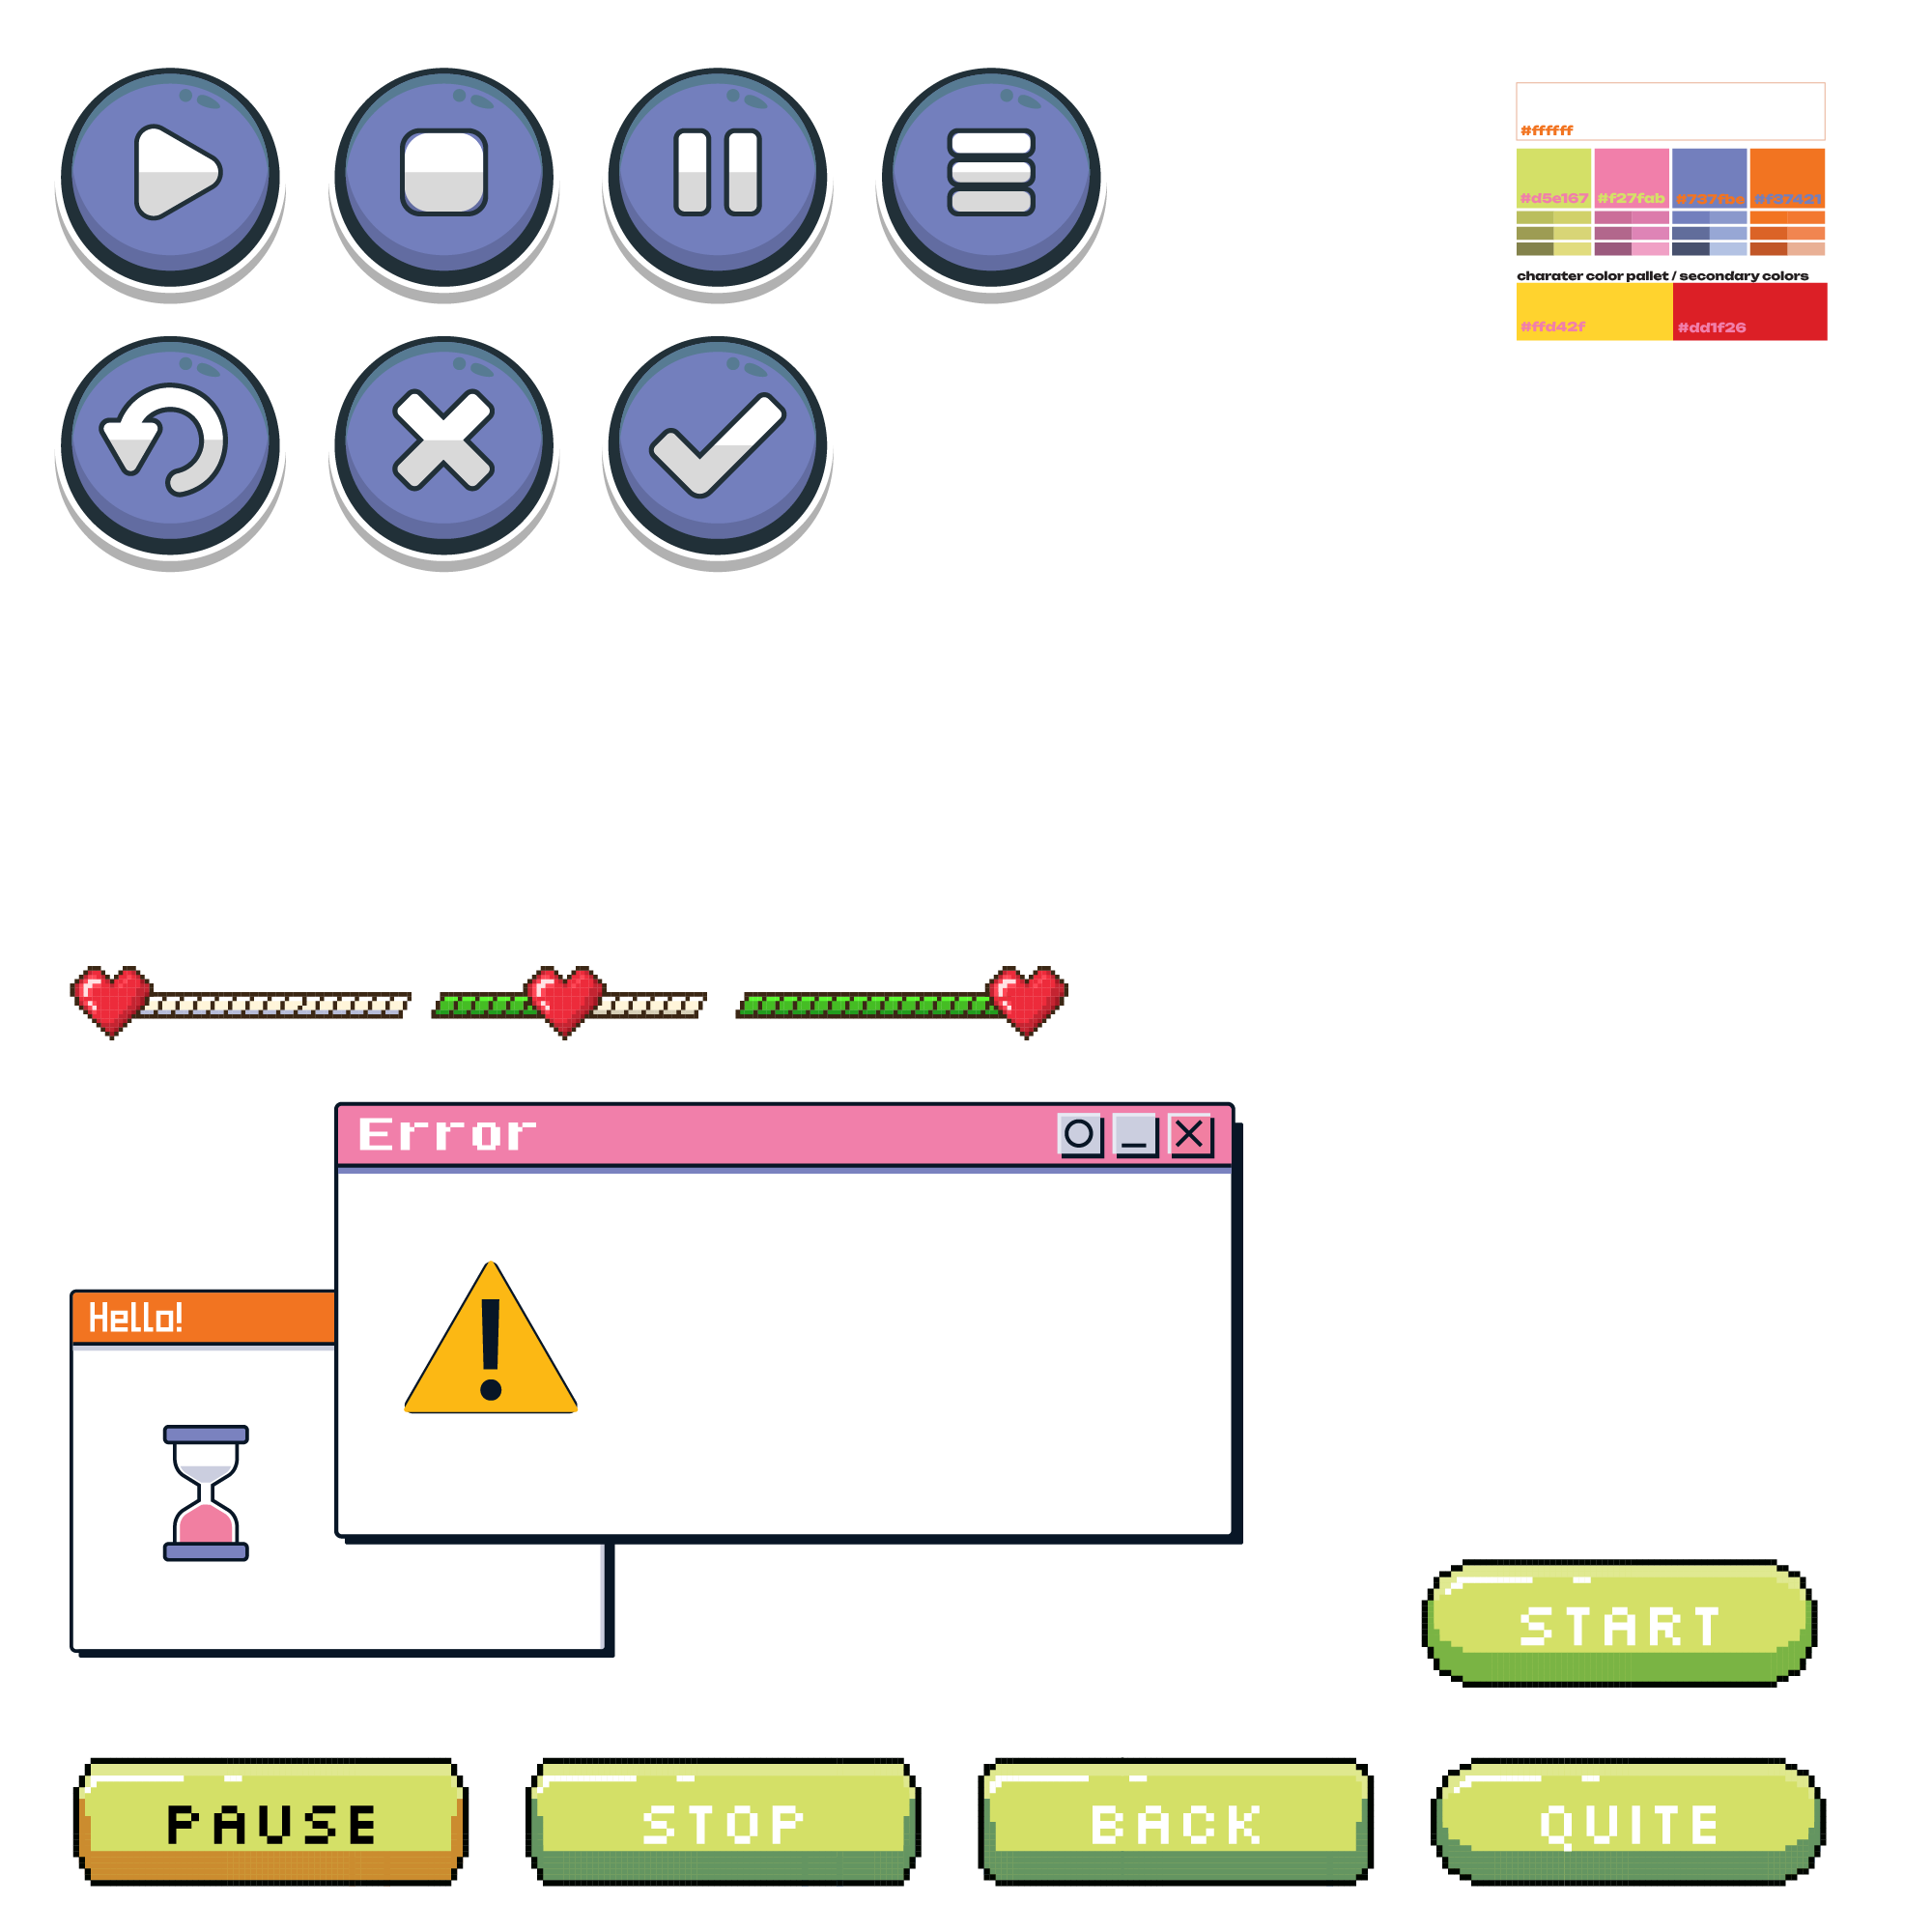 #ffffff
#d5e167 #f27fab #737fbe #f37421
charater color pallet / secondary colors
#ffd42f #dd1f26
Error
Hello!
START
PAUSE STOP BACK QUITE